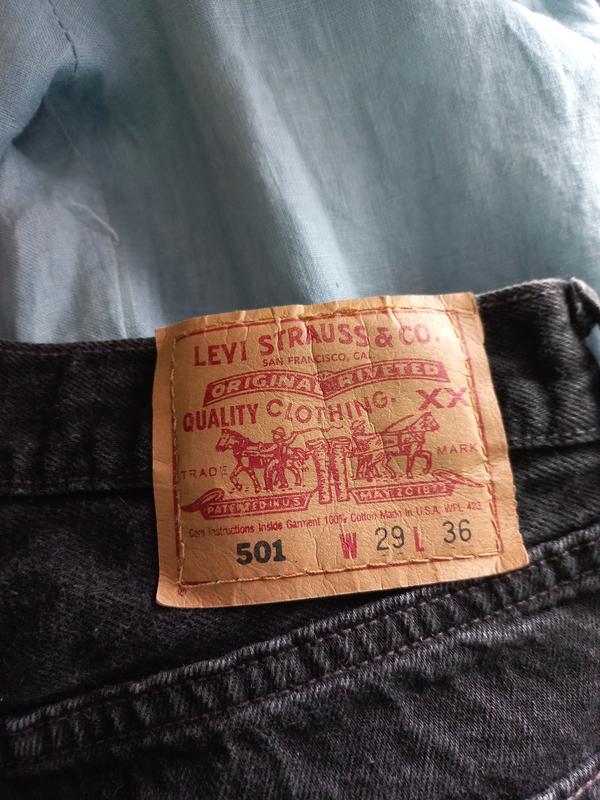 LEVI STRAUSS & CO.
SAN FRANCISCO, CAL.
ORIGINAL RIVETED
QUALITY CLOTHING. XX
TRADE MARK
PATENTED IN U.S. MAY 20 1873
Care Instructions Inside Garment 100% Cotton Made in U.S.A. WPL 423
501 W 29 L 36